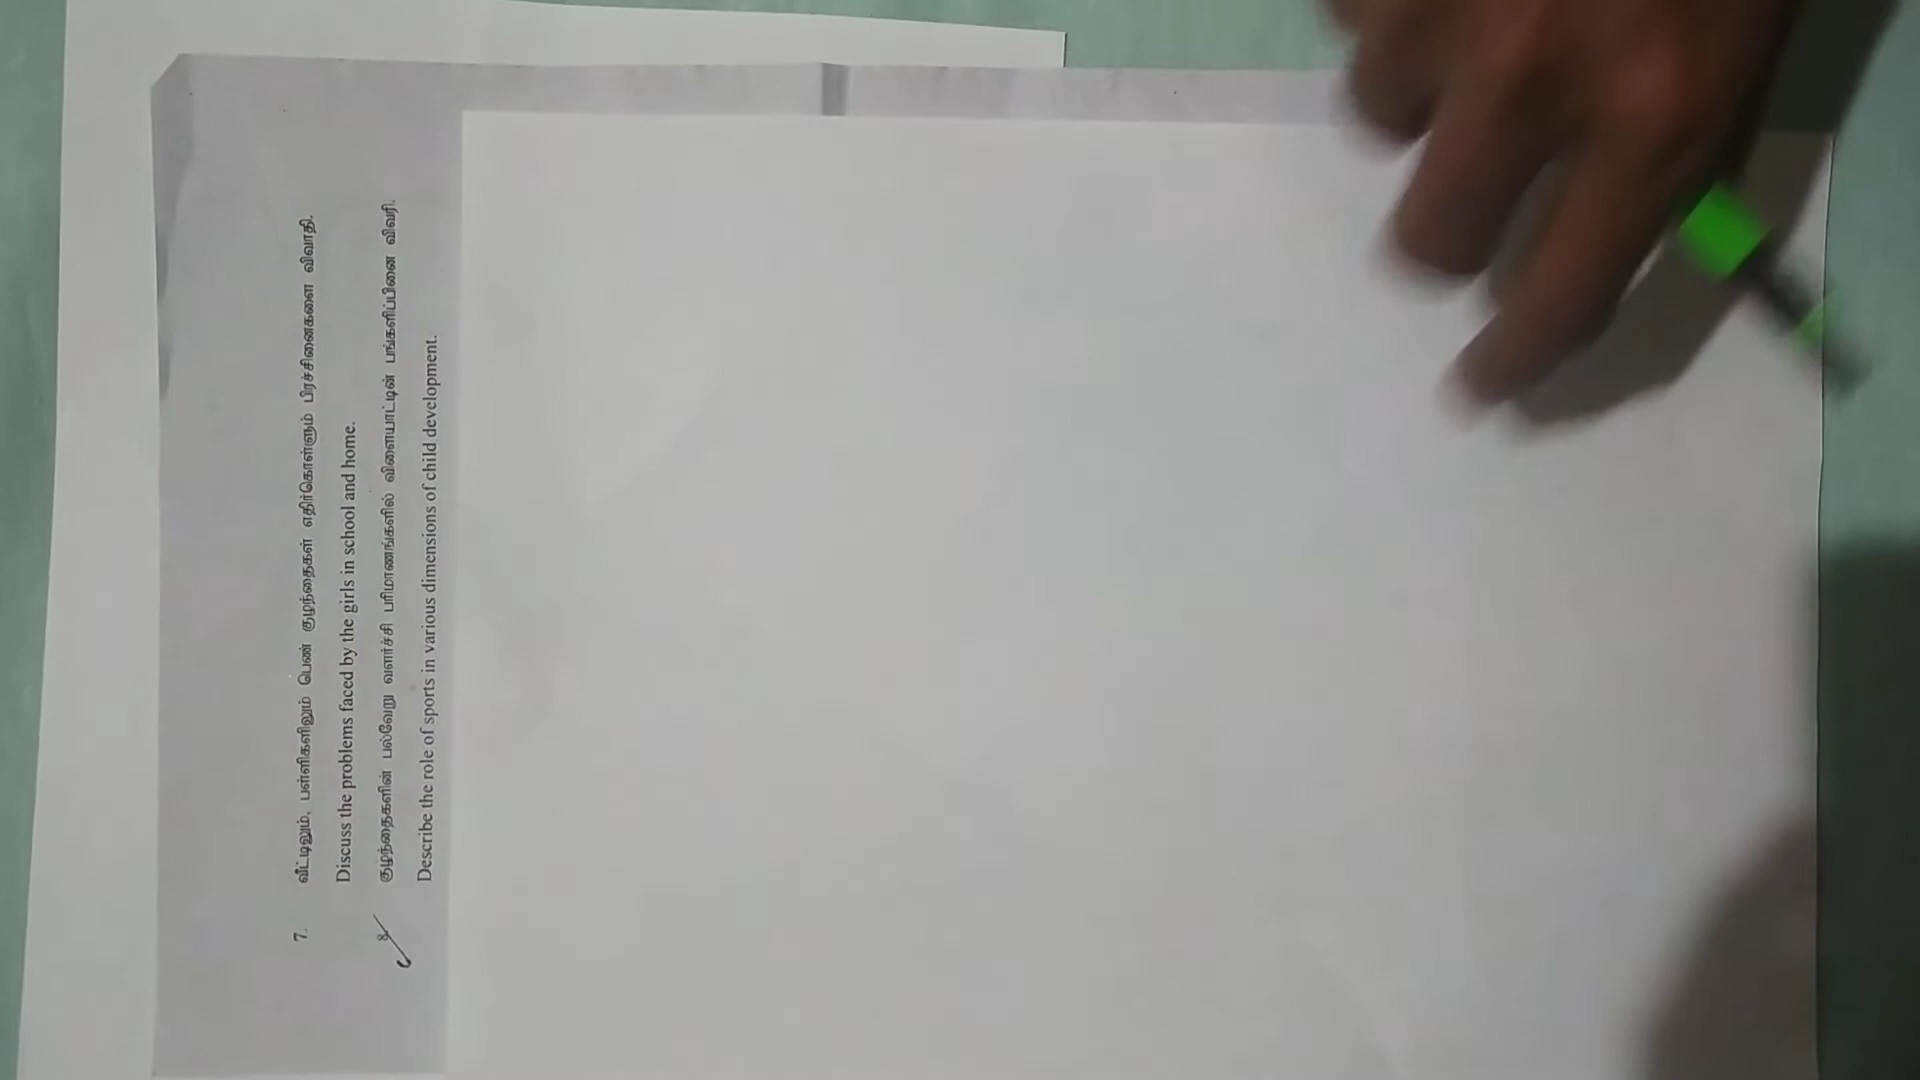 7. வீட்டிலும், பள்ளிகளிலும் பெண் குழந்தைகள் எதிர்கொள்ளும் பிரச்சினைகளை விவாதி.
Discuss the problems faced by the girls in school and home.
8. குழந்தைகளின் பல்வேறு வளர்ச்சி பரிமாணங்களில் விளையாட்டின் பங்களிப்பினை விவரி.
Describe the role of sports in various dimensions of child development.